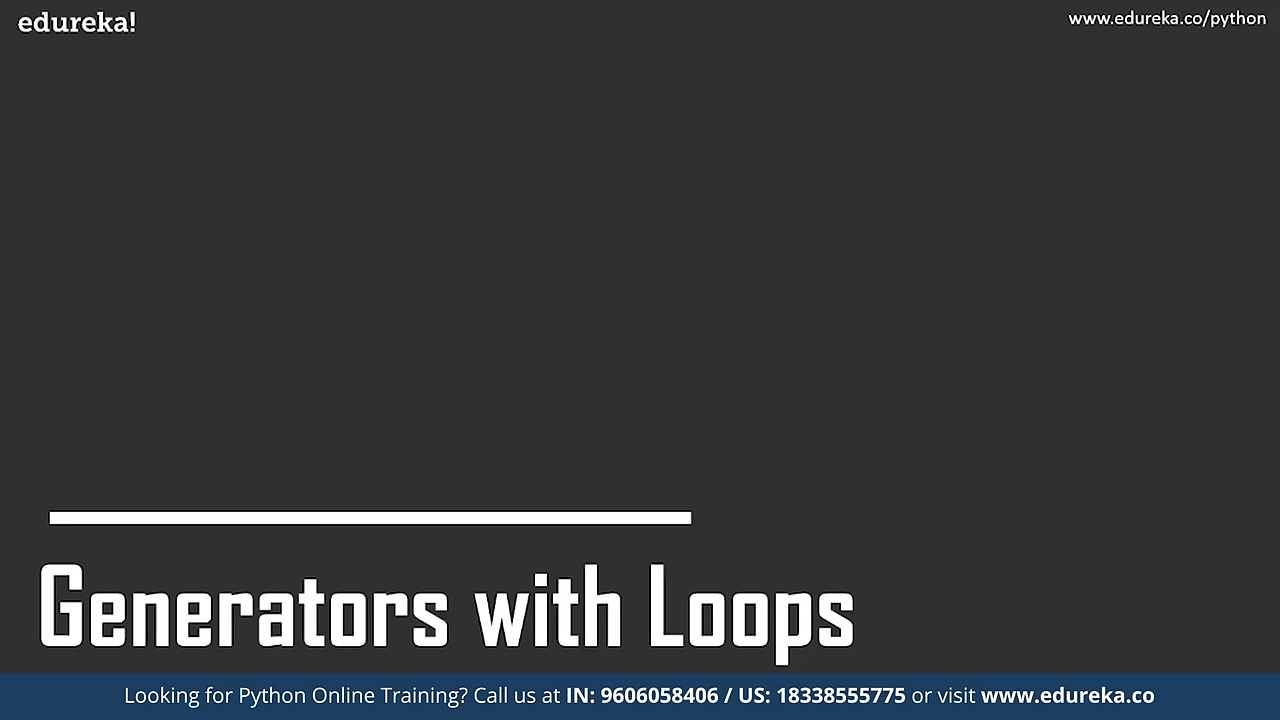 edureka!
www.edureka.co/python
Generators with Loops
Looking for Python Online Training? Call us at IN: 9606058406 / US: 18338555775 or visit www.edureka.co